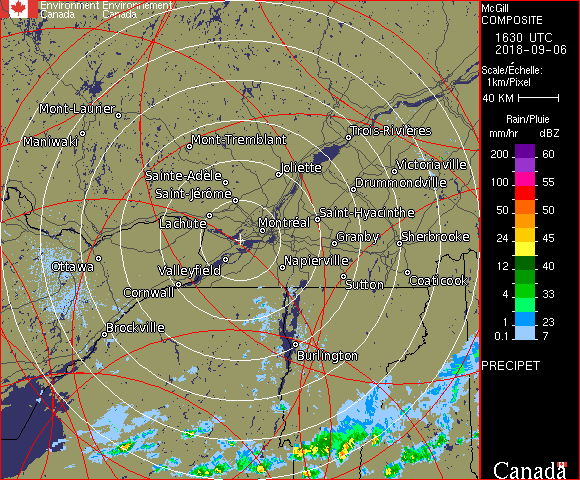 Environment Environnement
Canada Canada
McGill
COMPOSITE
1630 UTC
2018-09-06
Scale/Échelle:
1km/Pixel
40 KM
Rain/Pluie
mm/hr dBZ
200 60
100 55
50 50
24 45
12 40
4 33
1 23
0.1 7
PRECIPET
Canada
Mont-Laurier
Maniwaki
Mont-Tremblant
Trois-Rivières
Joliette
Victoriaville
Sainte-Adèle
Drummondville
Saint-Jérôme
Lachute
Saint-Hyacinthe
Montréal
Granby
Sherbrooke
Ottawa
Valleyfield
Napierville
Cornwall
Sutton
Coaticook
Brockville
Burlington